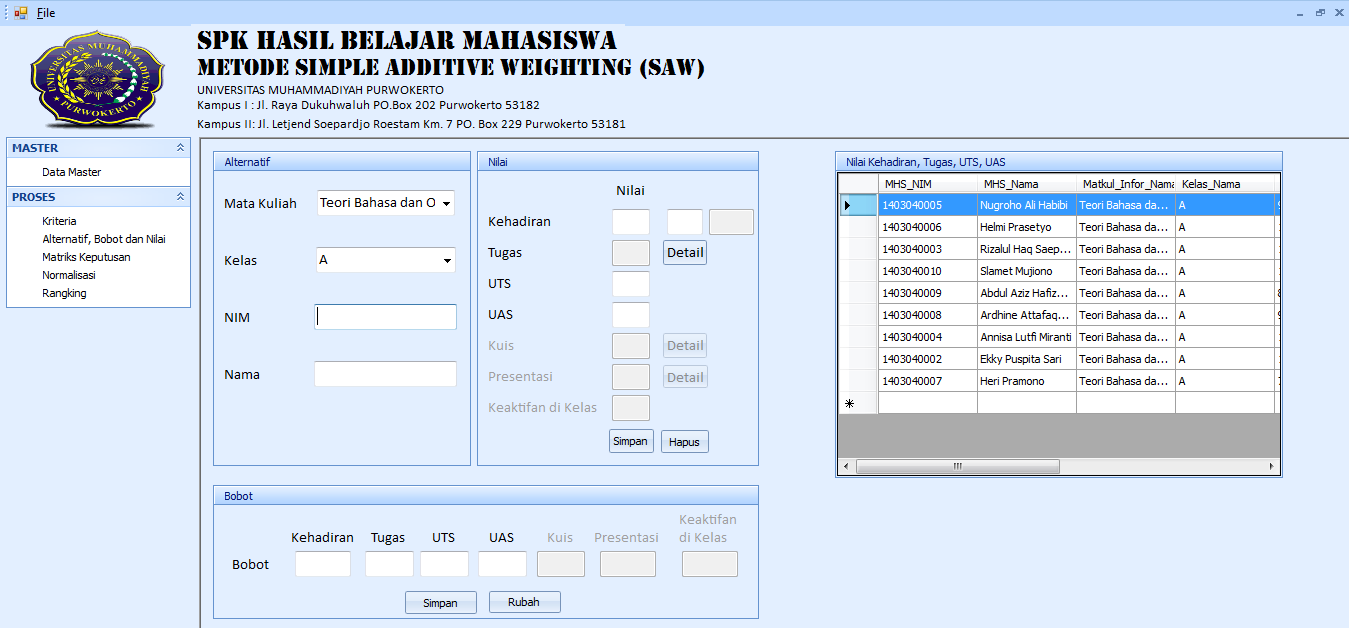 File
SPK HASIL BELAJAR MAHASISWA
METODE SIMPLE ADDITIVE WEIGHTING (SAW)
UNIVERSITAS MUHAMMADIYAH PURWOKERTO
Kampus I : Jl. Raya Dukuhwaluh PO.Box 202 Purwokerto 53182
Kampus II: Jl. Letjend Soepardjo Roestam Km. 7 PO. Box 229 Purwokerto 53181
UNIVERSITAS MUHAMMADIYAH
PURWOKERTO
MASTER
Data Master
PROSES
Kriteria
Alternatif, Bobot dan Nilai
Matriks Keputusan
Normalisasi
Rangking
Alternatif
Mata Kuliah Teori Bahasa dan O
Kelas A
NIM
Nama
Nilai
Nilai
Kehadiran
Tugas Detail
UTS
UAS
Kuis Detail
Presentasi Detail
Keaktifan di Kelas
Simpan Hapus
Bobot
Kehadiran Tugas UTS UAS Kuis Presentasi Keaktifan di Kelas
Bobot
Simpan Rubah
Nilai Kehadiran, Tugas, UTS, UAS
MHS_NIM MHS_Nama Matkul_Infor_Nama Kelas_Nama
1403040005 Nugroho Ali Habibi Teori Bahasa da... A
1403040006 Helmi Prasetyo Teori Bahasa da... A
1403040003 Rizalul Haq Saep... Teori Bahasa da... A
1403040010 Slamet Mujiono Teori Bahasa da... A
1403040009 Abdul Aziz Hafiz... Teori Bahasa da... A
1403040008 Ardhine Attafaq... Teori Bahasa da... A
1403040004 Annisa Lutfi Miranti Teori Bahasa da... A
1403040002 Ekky Puspita Sari Teori Bahasa da... A
1403040007 Heri Pramono Teori Bahasa da... A